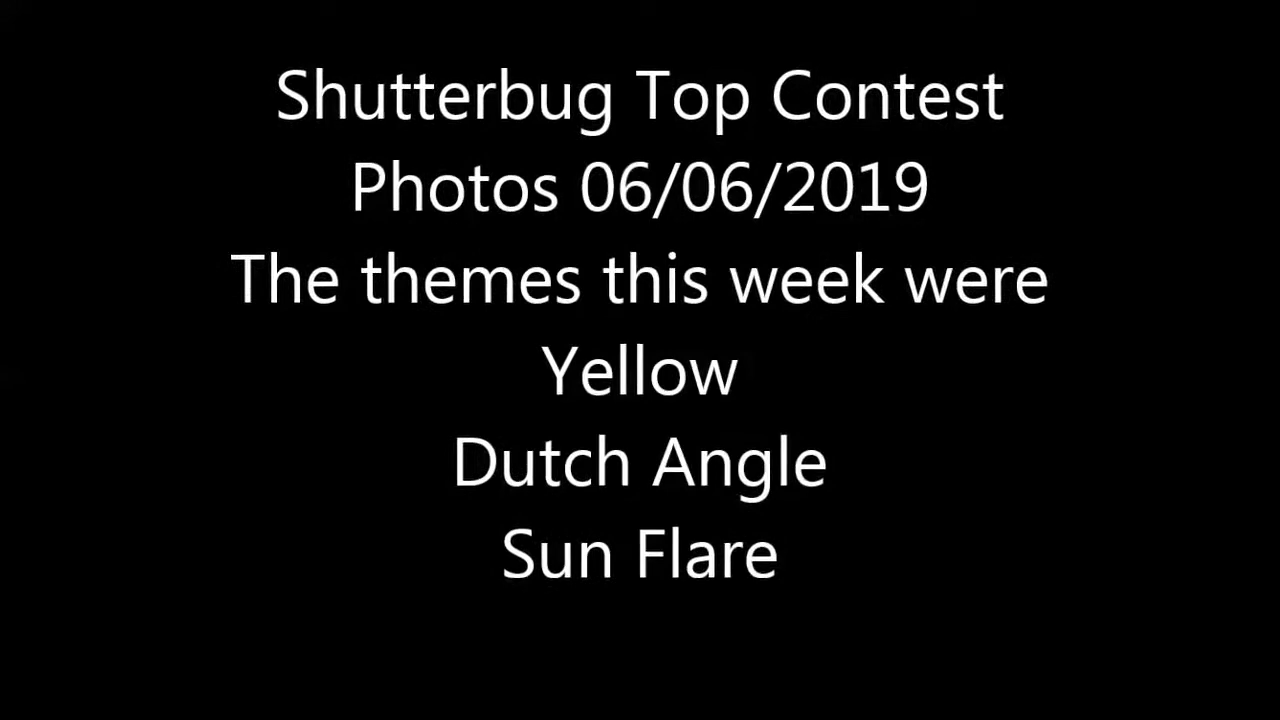 Shutterbug Top Contest
Photos 06/06/2019
The themes this week were
Yellow
Dutch Angle
Sun Flare